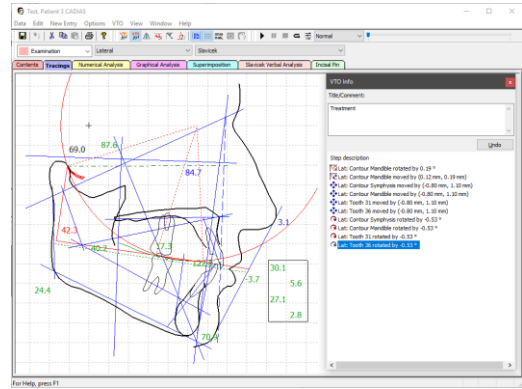 Test, Patient 3 CADIAS
Data Edit New Entry Options VTO View Window Help
Normal
Examination Lateral Slavicek
Contents Tracings Numerical Analysis Graphical Analysis Superimposition Slavicek Verbal Analysis Incisal Pin
VTO Info
Title/Comment:
Treatment
Undo
Step description
Lat: Contour Mandible rotated by 0.19 °
Lat: Contour Mandible moved by (0.12 mm, 0.19 mm)
Lat: Contour Symphysis moved by (-0.80 mm, 1.10 mm)
Lat: Contour Mandible moved by (-0.80 mm, 1.10 mm)
Lat: Tooth 31 moved by (-0.80 mm, 1.10 mm)
Lat: Tooth 36 moved by (-0.80 mm, 1.10 mm)
Lat: Contour Symphysis rotated by -0.53 °
Lat: Contour Mandible rotated by -0.53 °
Lat: Tooth 31 rotated by -0.53 °
Lat: Tooth 36 rotated by -0.53 °
87.6
69.0
84.7
42.3
40.2
17.3
3.1
-3.7
24.4
30.1
5.6
27.1
2.8
For Help, press F1